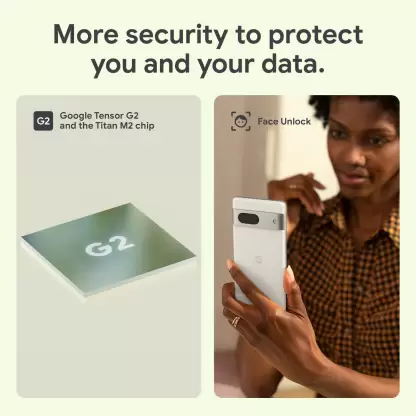 More security to protect
you and your data.
G2
Google Tensor G2
and the Titan M2 chip
G2
Face Unlock